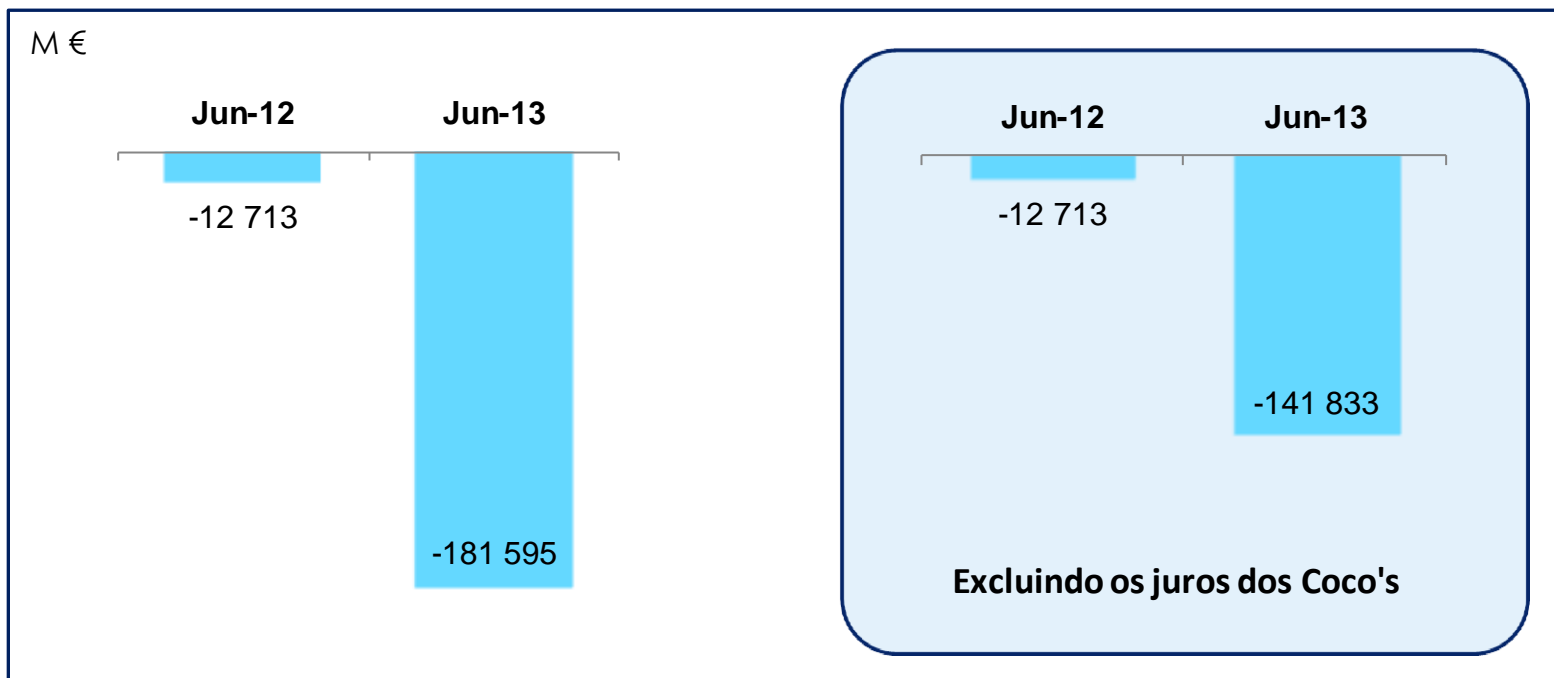 M €
Jun-12 Jun-13
-12 713
-181 595
Jun-12 Jun-13
-12 713
-141 833
Excluindo os juros dos Coco's